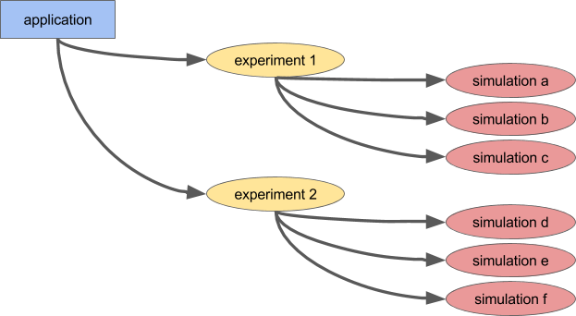 application
experiment 1
simulation a
simulation b
simulation c
experiment 2
simulation d
simulation e
simulation f